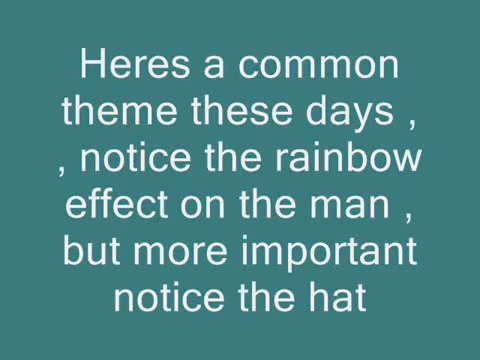 Heres a common
theme these days ,
, notice the rainbow
effect on the man ,
but more important
notice the hat